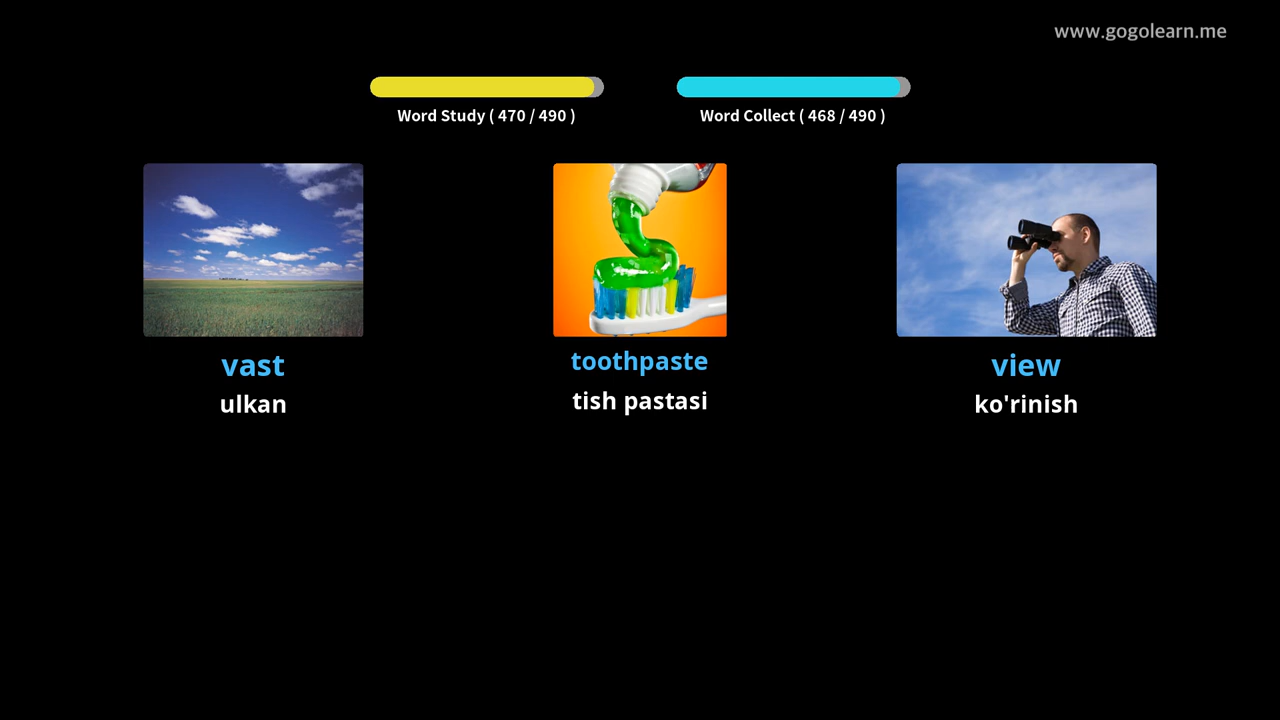 www.gogolearn.me
Word Study ( 470 / 490 )
Word Collect ( 468 / 490 )
vast
ulkan
toothpaste
tish pastasi
view
ko'rinish